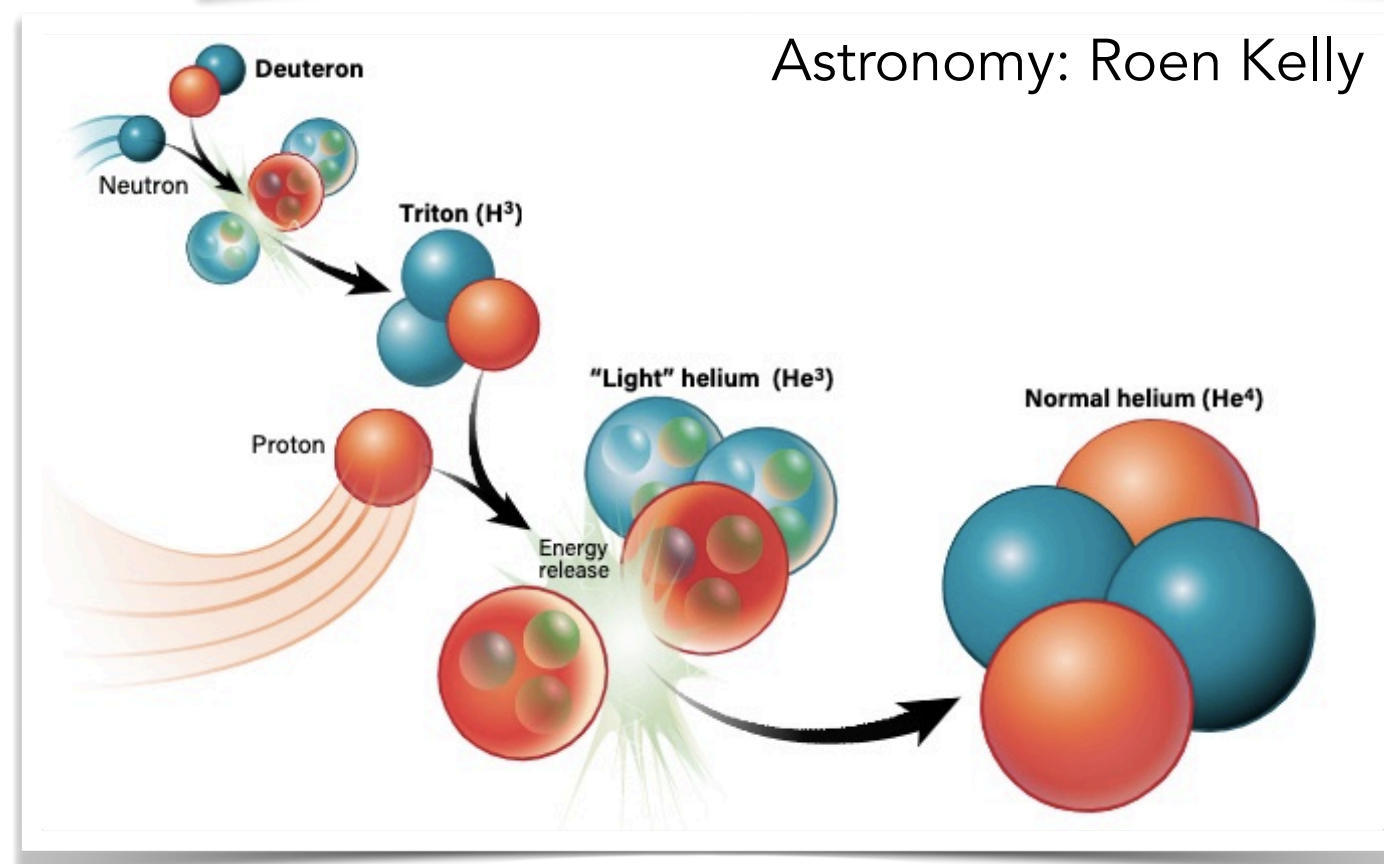 Astronomy: Roen Kelly
Deuteron
Neutron
Triton (H³)
"Light" helium (He³)
Normal helium (He⁴)
Proton
Energy
release